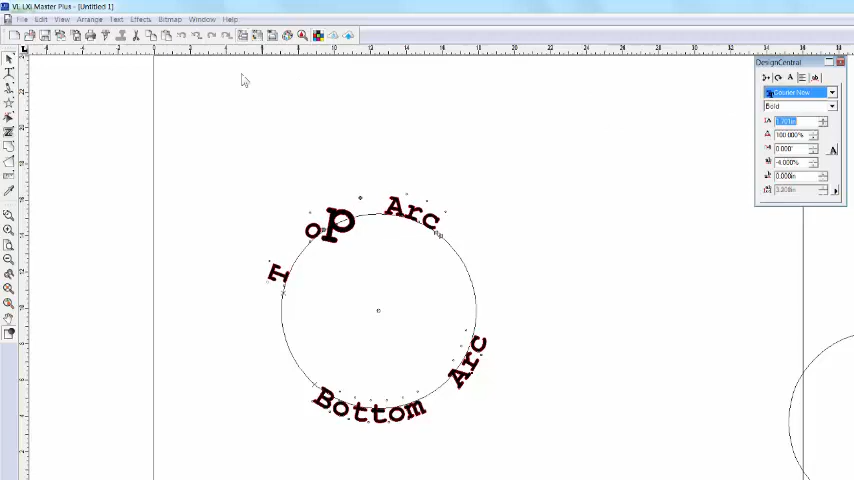 VL LXi Master Plus - [Untitled 1]
File Edit View Arrange Text Effects Bitmap Window Help
DesignCentral
Courier New
Bold
100.000%
0.000°
-4.000%
0.000in
Top Arc
Bottom Arc